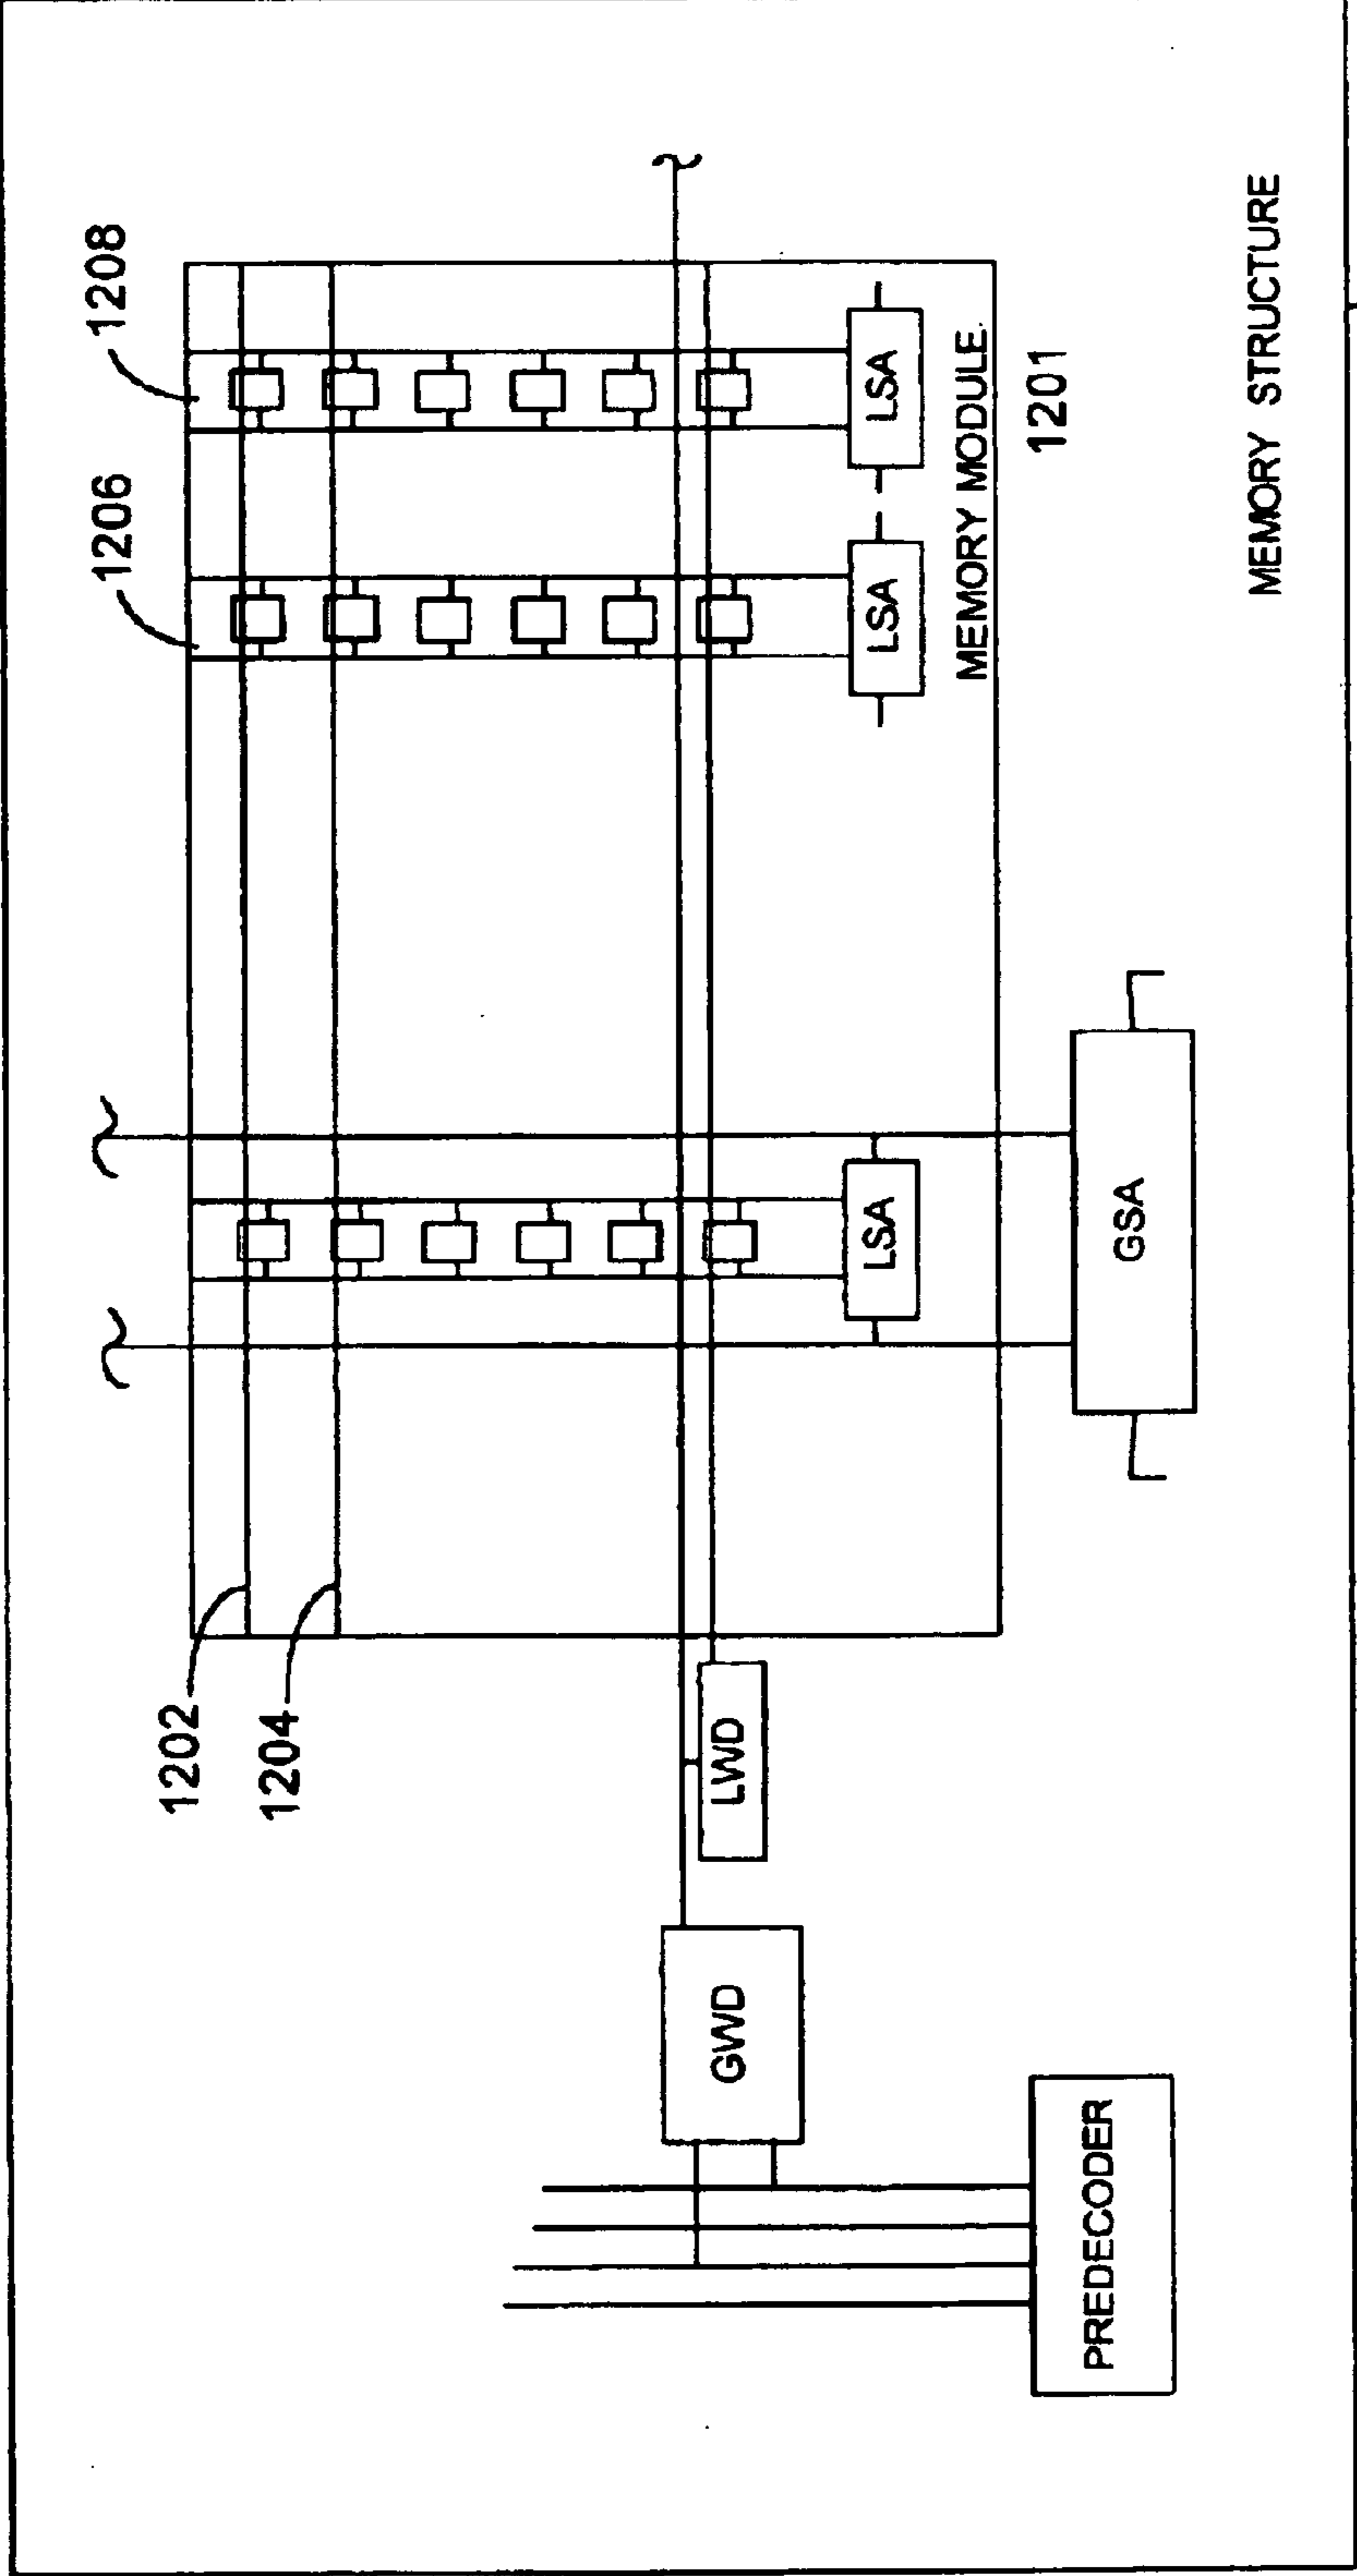 1206
1208
1202
1204
LSA
LSA
LSA
MEMORY MODULE.
1201
LWD
GWD
GSA
PREDECODER
MEMORY STRUCTURE